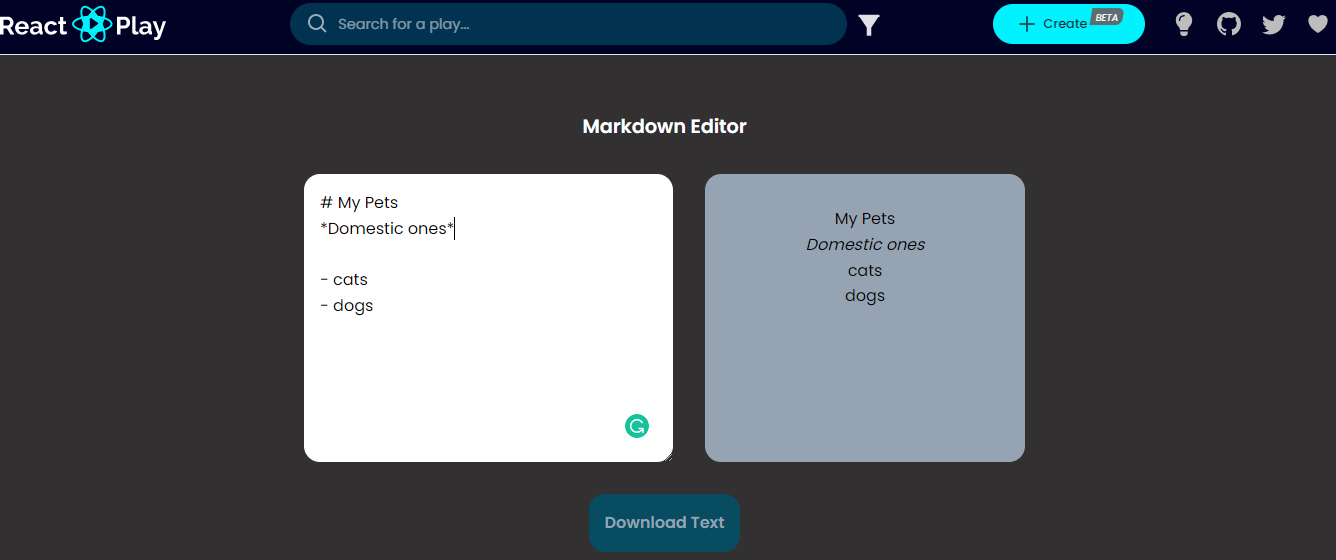 React Play
Search for a play...
Create BETA
Markdown Editor
# My Pets
*Domestic ones*
- cats
- dogs
My Pets
Domestic ones
cats
dogs
Download Text